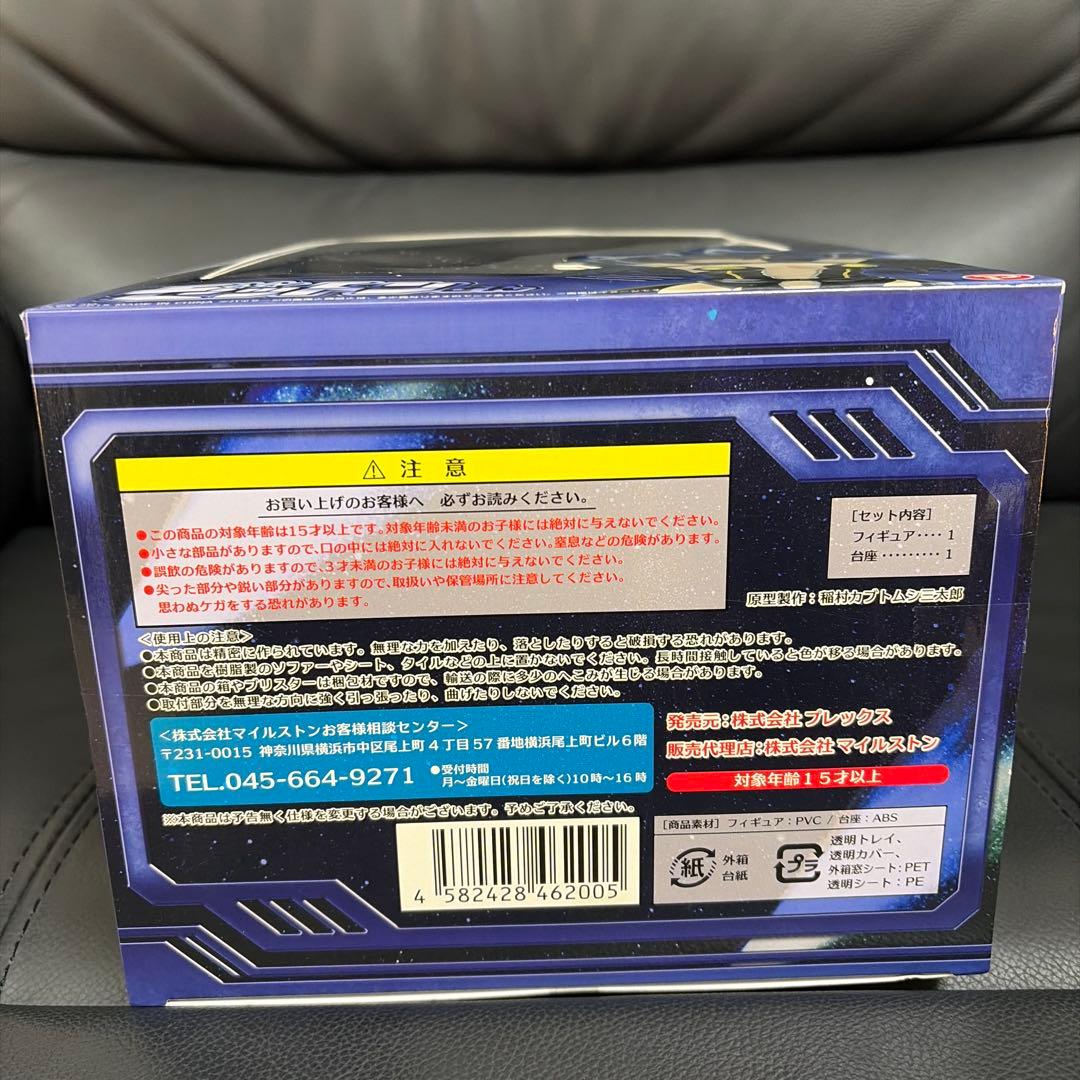 ⚠ 注 意
お買い上げのお客様へ 必ずお読みください。
●この商品の対象年齢は15才以上です。対象年齢未満のお子様には絶対に与えないでください。
●小さな部品がありますので、口の中には絶対に入れないでください。窒息などの危険があります。
●誤飲の危険がありますので、3才未満のお子様には絶対に与えないでください。
●尖った部分や鋭い部分がありますので、取扱いや保管場所に注意してください。
思わぬケガをする恐れがあります。
[セット内容]
フィギュア････1
台座･･････････1
原型製作：稲村カブトムシ三太郎
<使用上の注意>
●本商品は精密に作られています。無理な力を加えたり、落としたりすると破損する恐れがあります。
●本商品を樹脂製のソファーやシート、タイルなどの上に置かないでください。長時間接触していると色が移る場合があります。
●本商品の箱やブリスターは梱包材ですので、輸送の際に多少のへこみが生じる場合があります。
●取付部分を無理な方向に強く引っ張ったり、曲げたりしないでください。
<株式会社マイルストンお客様相談センター>
〒231-0015 神奈川県横浜市中区尾上町4丁目57番地横浜尾上町ビル6階
TEL.045-664-9271
●受付時間
月～金曜日(祝日を除く)10時～16時
※本商品は予告無く仕様を変更する場合がございます。予めご了承ください。
発売元：株式会社 ブレックス
販売代理店：株式会社 マイルストン
対象年齢15才以上
4 582428 462005
[商品素材] フィギュア：PVC / 台座：ABS
紙
外箱
台紙
プラ
透明トレイ、
透明カバー、
外箱窓シート：PET
透明シート：PE